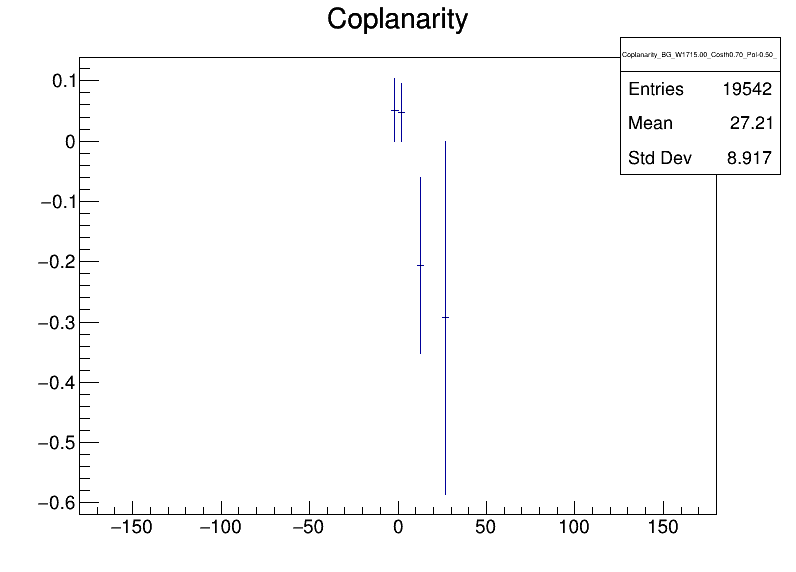 Coplanarity
Coplanarity_BG_W1715.00_Costh0.70_Pol-0.50_
Entries 19542
Mean 27.21
Std Dev 8.917
0.1
0
−0.1
−0.2
−0.3
−0.4
−0.5
−0.6
−150 −100 −50 0 50 100 150